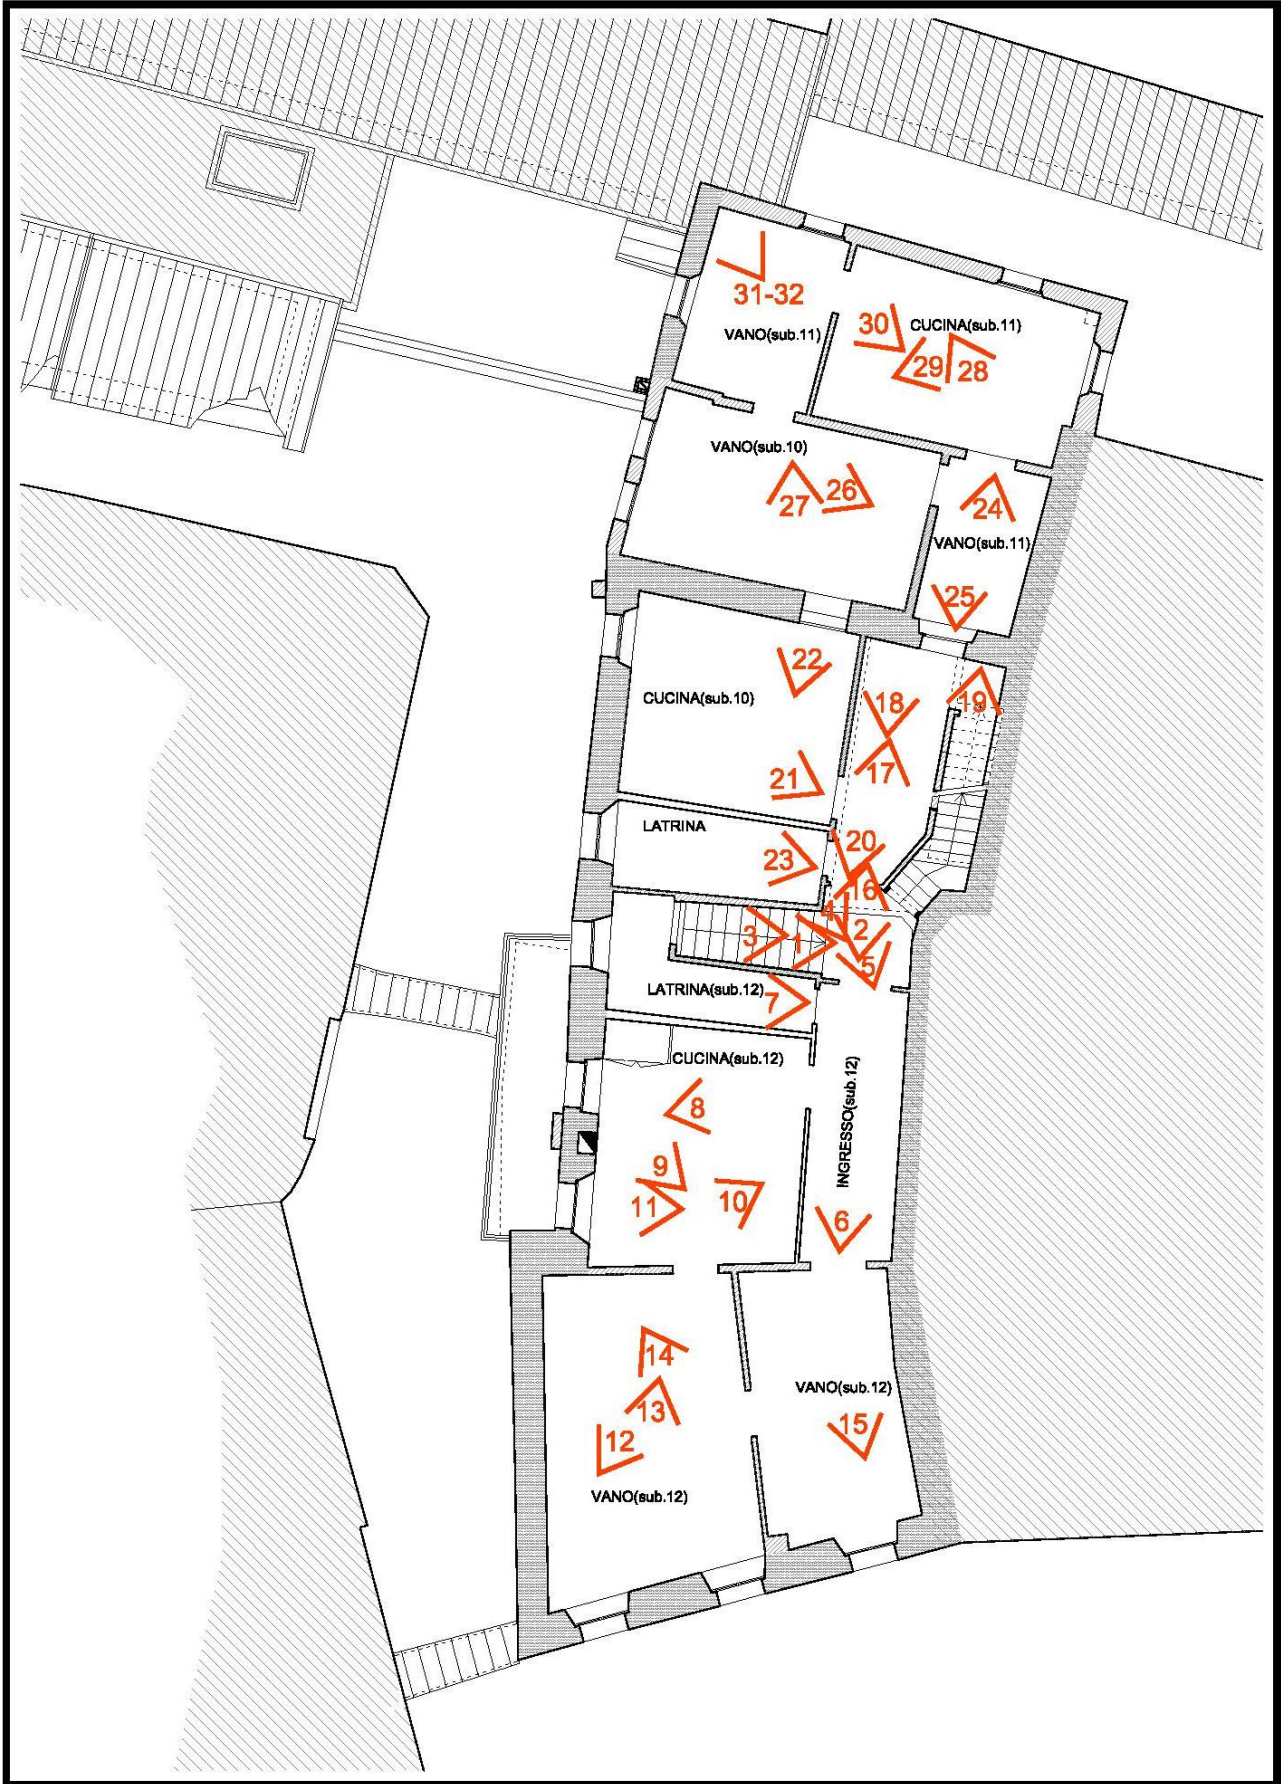 31-32
VANO(sub.11)
30
CUCINA(sub.11)
29
28
VANO(sub.10)
27
26
24
VANO(sub.11)
25
22
CUCINA(sub.10)
18
19
21
17
LATRINA
23
20
16
4
3
1
2
5
LATRINA(sub.12)
7
CUCINA(sub.12)
8
INGRESSO(sub.12)
9
11
10
6
14
13
12
VANO(sub.12)
15
VANO(sub.12)